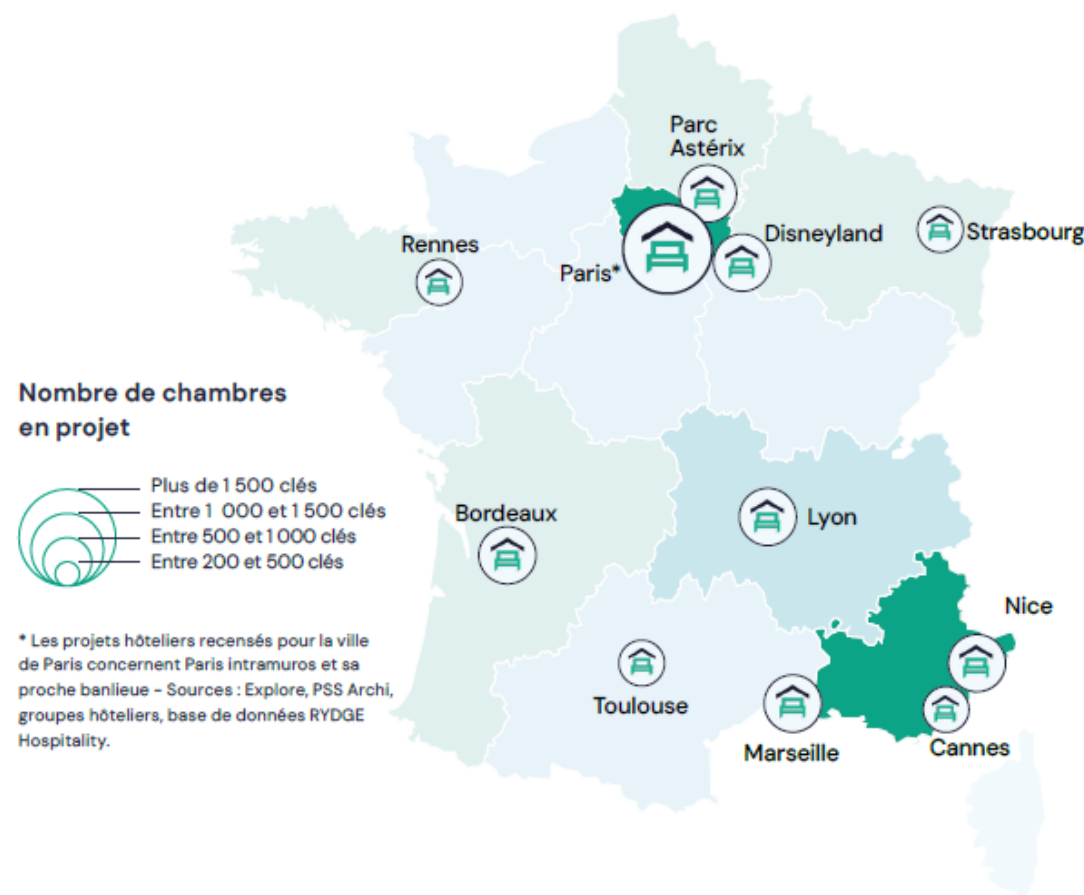 Parc
Astérix
Disneyland
Strasbourg
Rennes
Paris*
Nombre de chambres
en projet
Plus de 1 500 clés
Entre 1 000 et 1 500 clés
Entre 500 et 1 000 clés
Entre 200 et 500 clés
Bordeaux
Lyon
Nice
* Les projets hôteliers recensés pour la ville
de Paris concernent Paris intramuros et sa
proche banlieue – Sources : Explore, PSS Archi,
groupes hôteliers, base de données RYDGE
Hospitality.
Toulouse
Marseille
Cannes